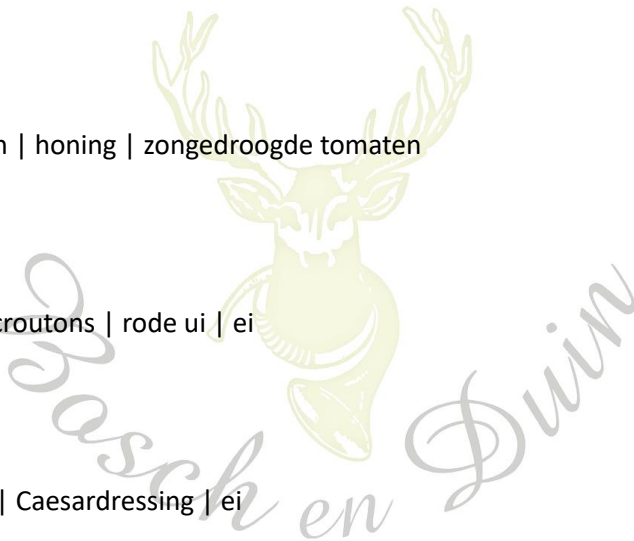 | honing | zongedroogde tomaten
croutons | rode ui | ei
| Caesardressing | ei
Bosch en Duin